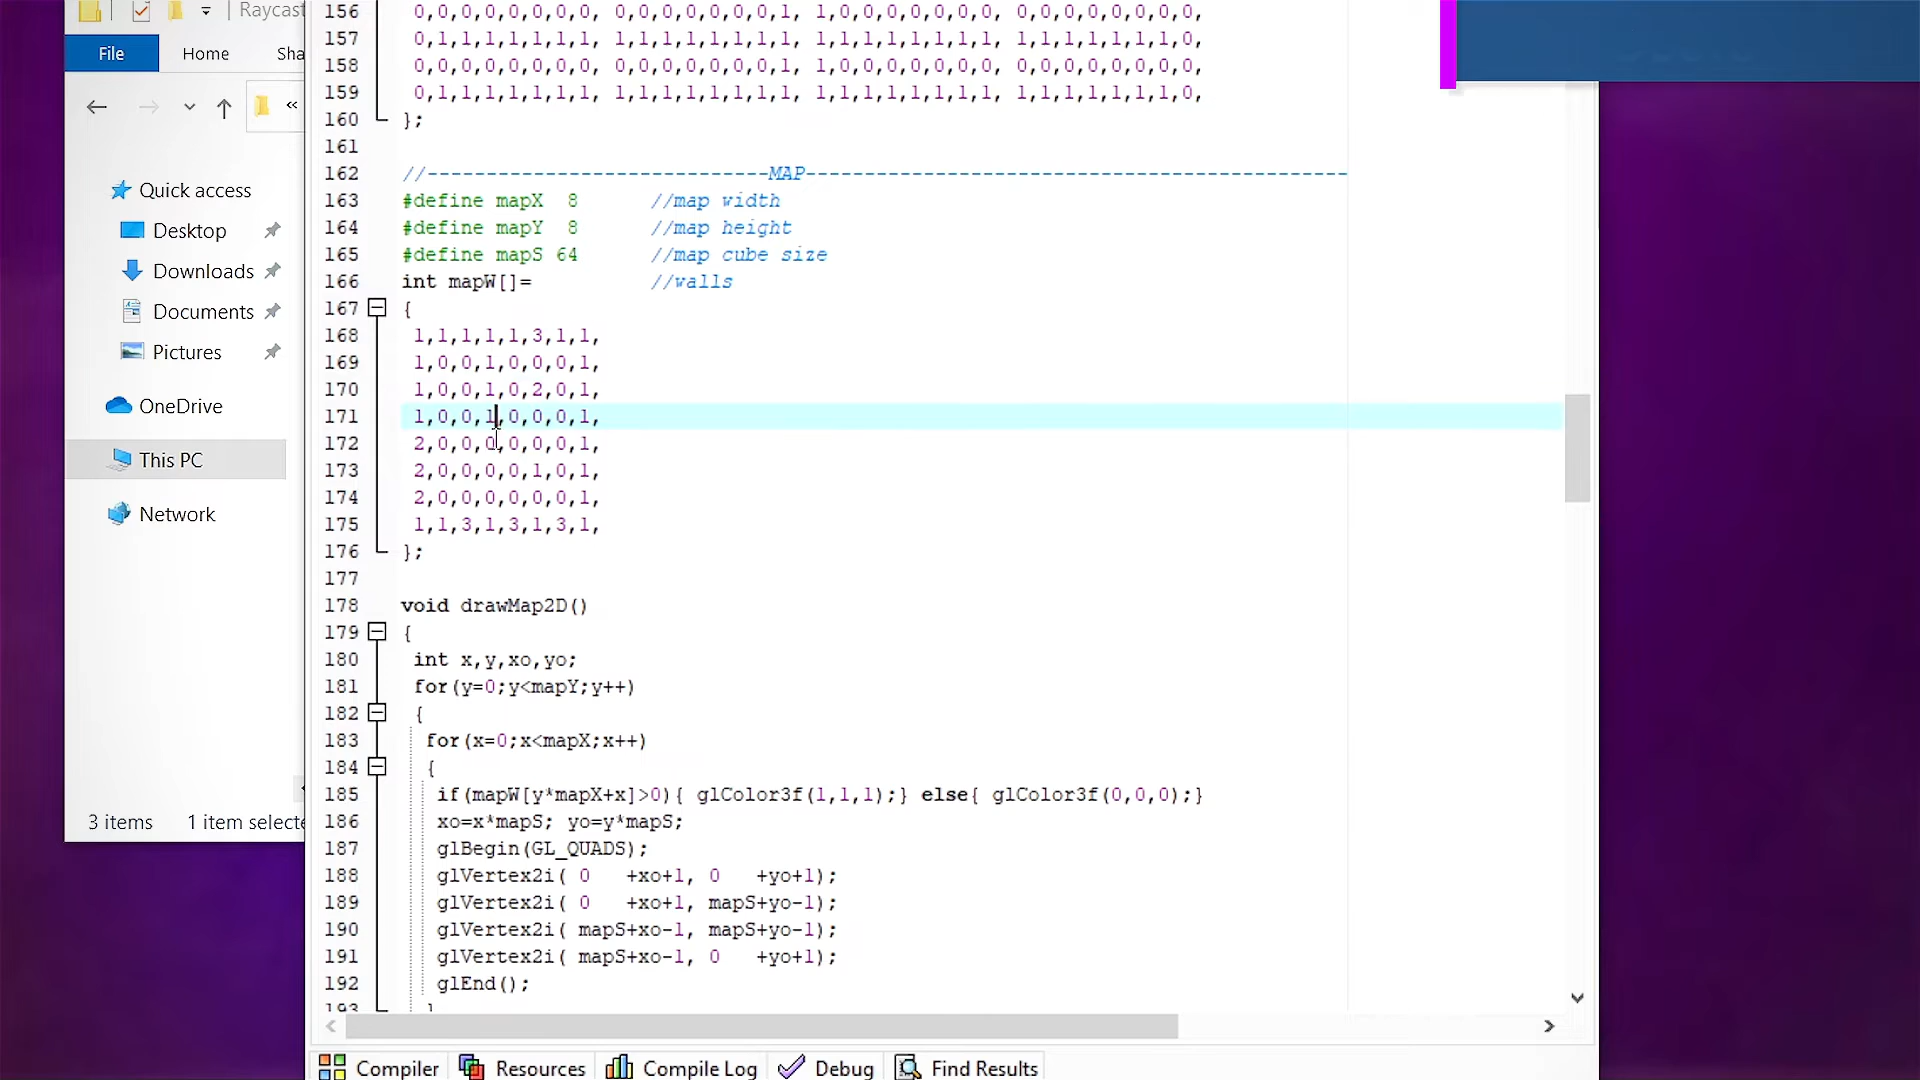 Raycast
File Home Sha
«
Quick access
Desktop
Downloads
Documents
Pictures
OneDrive
This PC
Network
3 items 1 item selecte
156 0,0,0,0,0,0,0,0, 0,0,0,0,0,0,0,1, 1,0,0,0,0,0,0,0, 0,0,0,0,0,0,0,0,
157 0,1,1,1,1,1,1,1, 1,1,1,1,1,1,1,1, 1,1,1,1,1,1,1,1, 1,1,1,1,1,1,1,0,
158 0,0,0,0,0,0,0,0, 0,0,0,0,0,0,0,1, 1,0,0,0,0,0,0,0, 0,0,0,0,0,0,0,0,
159 0,1,1,1,1,1,1,1, 1,1,1,1,1,1,1,1, 1,1,1,1,1,1,1,1, 1,1,1,1,1,1,1,0,
160 };
161
162 //-----------------------------MAP----------------------------------------------
163 #define mapX  8      //map width
164 #define mapY  8      //map height
165 #define mapS 64      //map cube size
166 int mapW[]=          //walls
167 {
168  1,1,1,1,1,3,1,1,
169  1,0,0,1,0,0,0,1,
170  1,0,0,1,0,2,0,1,
171  1,0,0,1,0,0,0,1,
172  2,0,0,0,0,0,0,1,
173  2,0,0,0,0,1,0,1,
174  2,0,0,0,0,0,0,1,
175  1,1,3,1,3,1,3,1,
176 };
177
178 void drawMap2D()
179 {
180  int x,y,xo,yo;
181  for(y=0;y<mapY;y++)
182  {
183   for(x=0;x<mapX;x++)
184   {
185    if(mapW[y*mapX+x]>0){ glColor3f(1,1,1);} else{ glColor3f(0,0,0);}
186    xo=x*mapS; yo=y*mapS;
187    glBegin(GL_QUADS);
188    glVertex2i( 0   +xo+1, 0   +yo+1);
189    glVertex2i( 0   +xo+1, mapS+yo-1);
190    glVertex2i( mapS+xo-1, mapS+yo-1);
191    glVertex2i( mapS+xo-1, 0   +yo+1);
192    glEnd();
193   }
Compiler Resources Compile Log Debug Find Results